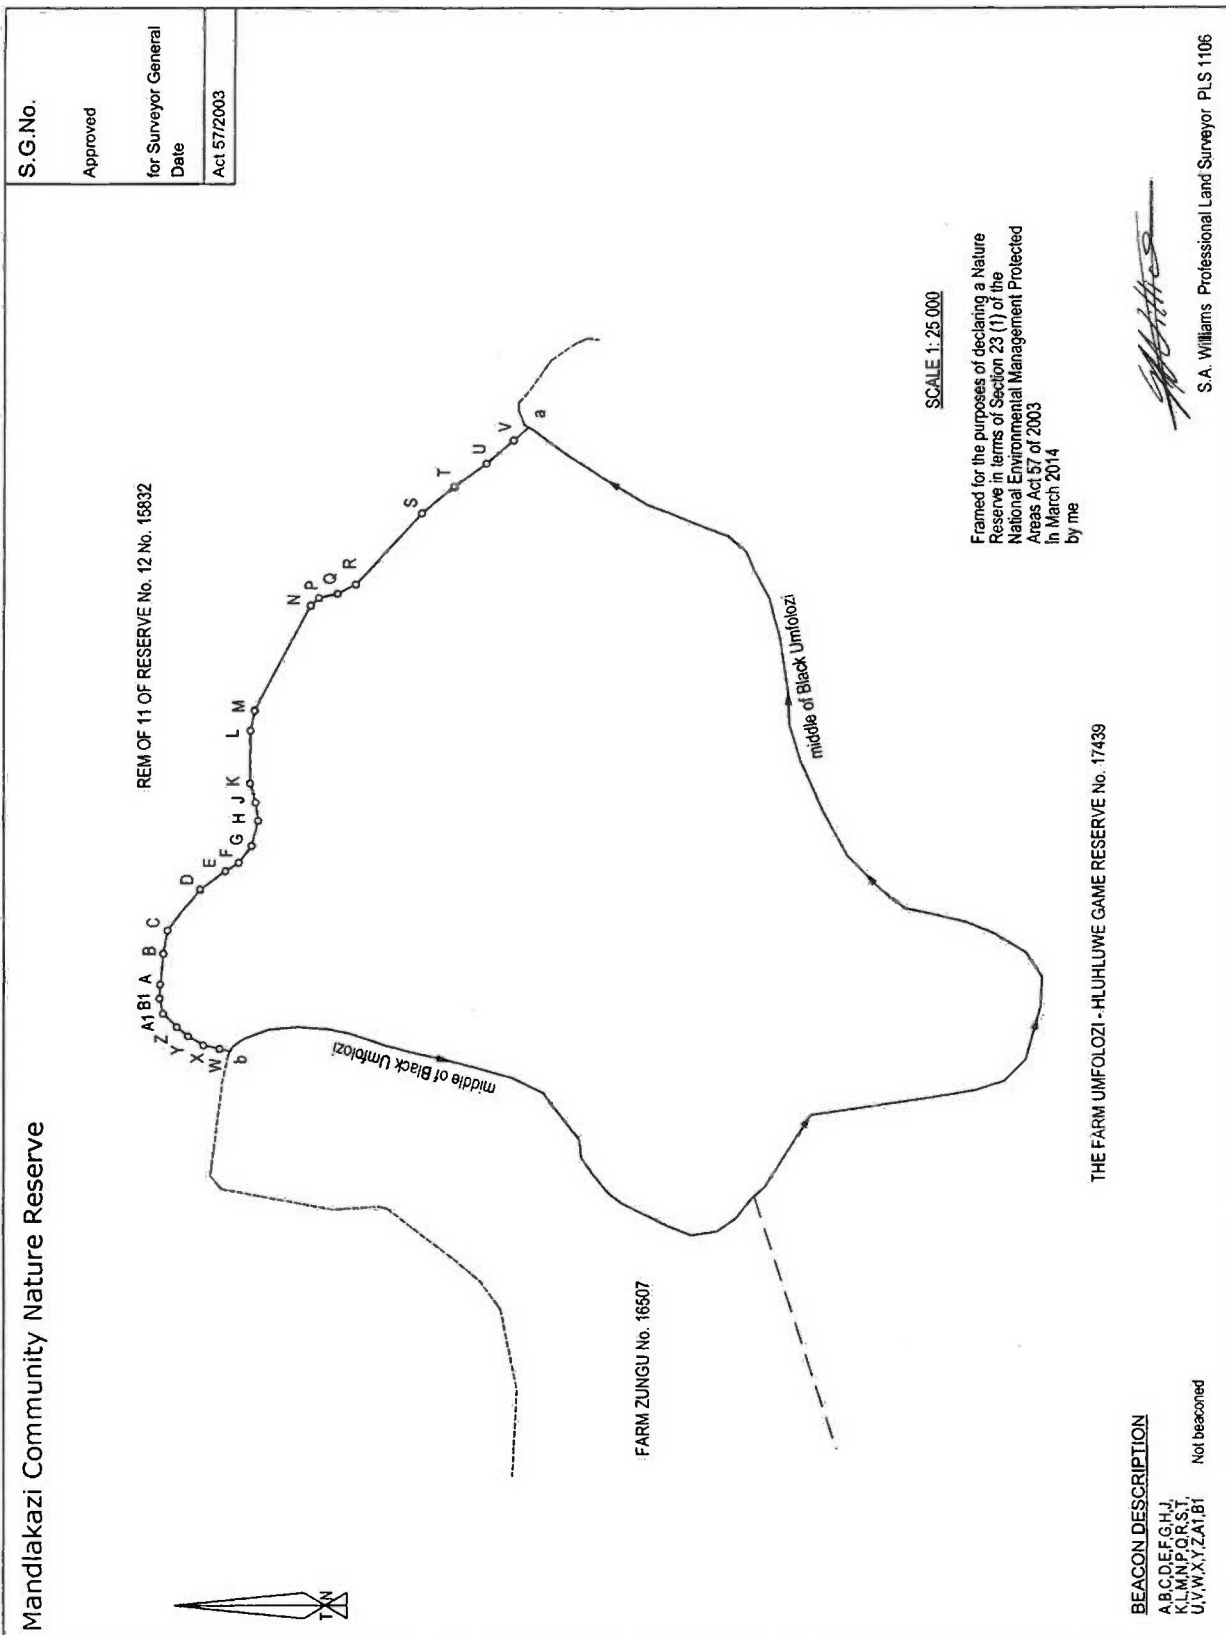 Mandlakazi Community Nature Reserve
S.G.No.
Approved
for Surveyor General
Date
Act 57/2003
TN
REM OF 11 OF RESERVE No. 12 No. 15832
A1
B1
A
B
C
D
E
F
G
H
J
K
L
M
N
P
Q
R
S
T
U
V
a
Z
Y
X
W
b
middle of Black Umfolozi
middle of Black Umfolozi
FARM ZUNGU No. 16507
THE FARM UMFOLOZI - HLUHLUWE GAME RESERVE No. 17439
SCALE 1: 25 000
Framed for the purposes of declaring a Nature
Reserve in terms of Section 23 (1) of the
National Environmental Management Protected
Areas Act 57 of 2003
In March 2014
by me
S.A. Williams Professional Land Surveyor PLS 1106
BEACON DESCRIPTION
A,B,C,D,E,F,G,H,J,
K,L,M,N,P,Q,R,S,T,
U,V,W,X,Y,Z,A1,B1 Not beaconed